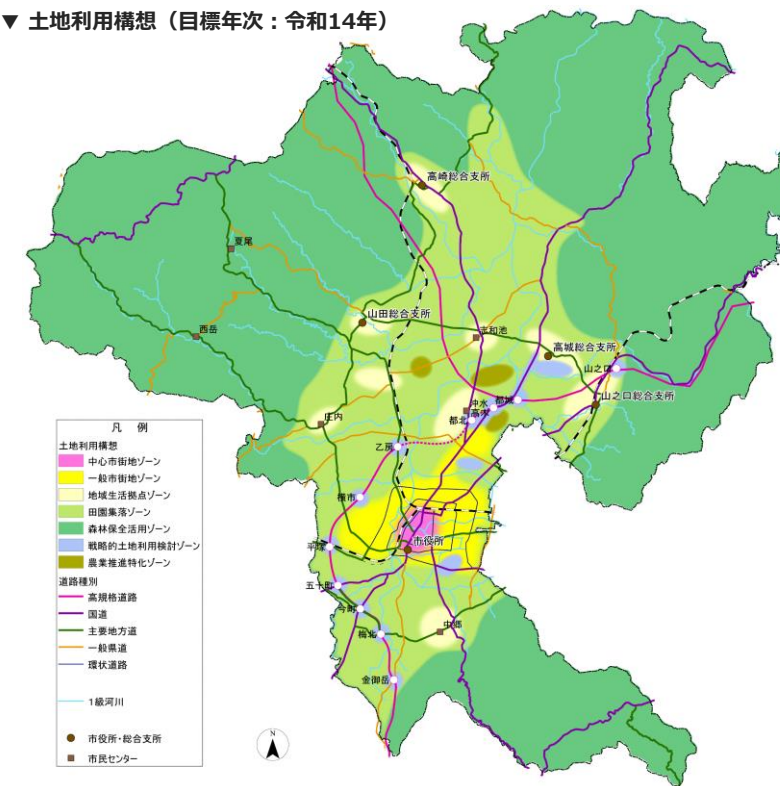 ▼ 土地利用構想（目標年次：令和14年）
高崎総合支所
夏尾
山田総合支所
志和池
西岳
高城総合支所
山之口
山之口総合支所
都城
沖水
高木
都北
庄内
乙房
横市
市役所
平塚
五十町
今町
梅北
中郷
金御岳
凡 例
土地利用構想
中心市街地ゾーン
一般市街地ゾーン
地域生活拠点ゾーン
田園集落ゾーン
森林保全活用ゾーン
戦略的土地利用検討ゾーン
農業推進特化ゾーン
道路種別
高規格道路
国道
主要地方道
一般県道
環状道路
1級河川
市役所・総合支所
市民センター
N